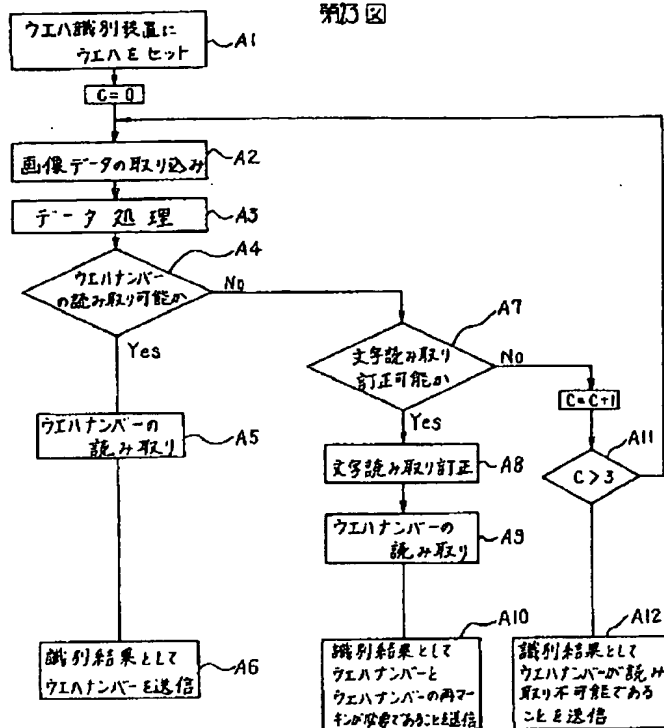 図
ウエハ識別装置に
ウエハをセット
A1
C=0
画像データの取り込み
A2
データ処理
A3
A4
ウエハナンバー
の読み取り可能か
No
Yes
A7
文字読み取り
訂正可能か
No
Yes
C=C+1
A11
C>3
ウエハナンバーの
読み取り
A5
文字読み取り訂正
A8
ウエハナンバーの
読み取り
A9
識別結果として
ウエハナンバーを送信
A6
A10
識別結果として
ウエハナンバーと
ウエハナンバーの再マー
キングが必要であることを送信
A12
識別結果として
ウエハナンバーが読み
取り不可能である
ことを送信